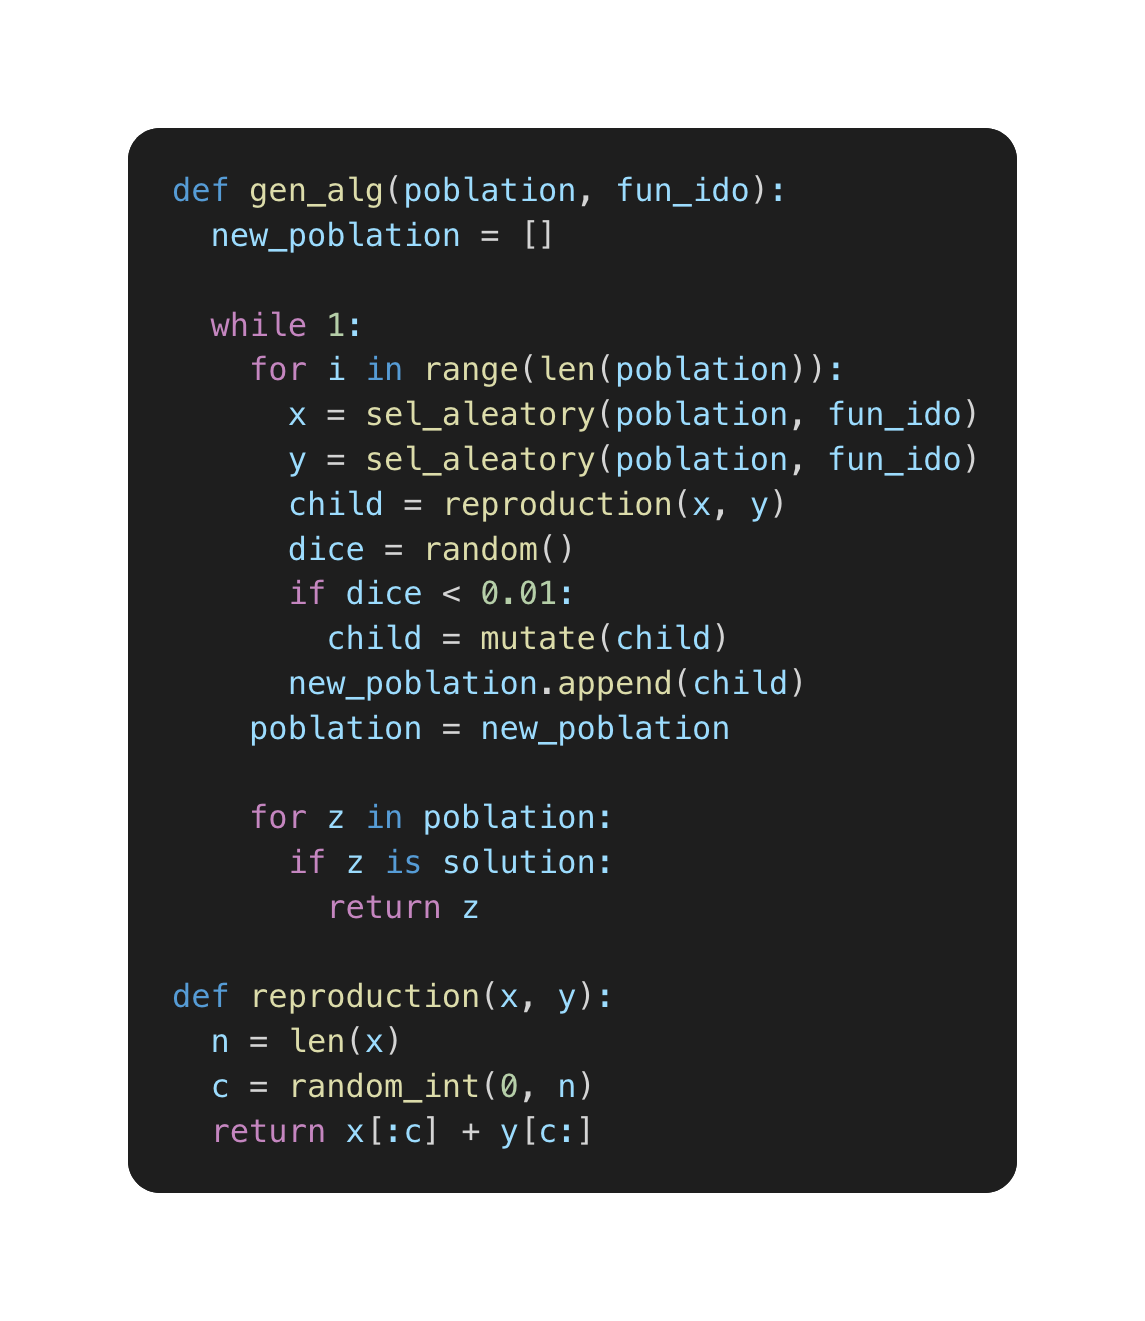 def gen_alg(poblation, fun_ido):
  new_poblation = []

  while 1:
    for i in range(len(poblation)):
      x = sel_aleatory(poblation, fun_ido)
      y = sel_aleatory(poblation, fun_ido)
      child = reproduction(x, y)
      dice = random()
      if dice < 0.01:
        child = mutate(child)
      new_poblation.append(child)
    poblation = new_poblation

    for z in poblation:
      if z is solution:
        return z

def reproduction(x, y):
  n = len(x)
  c = random_int(0, n)
  return x[:c] + y[c:]